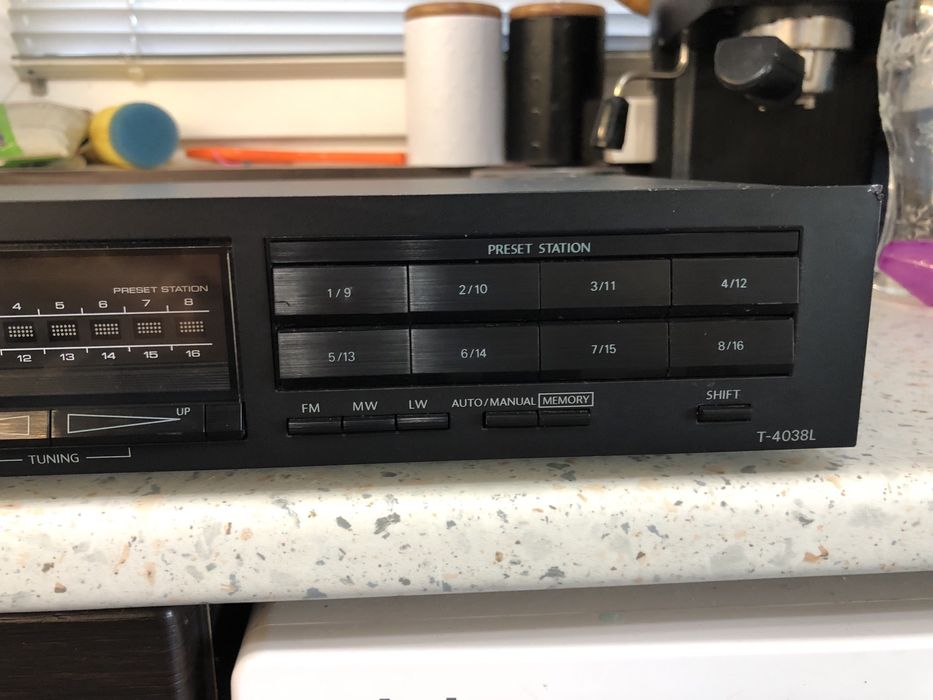 PRESET STATION
4 5 6 7 8
12 13 14 15 16
UP
TUNING
PRESET STATION
1/9 2/10 3/11 4/12
5/13 6/14 7/15 8/16
FM MW LW AUTO/MANUAL MEMORY SHIFT
T-4038L